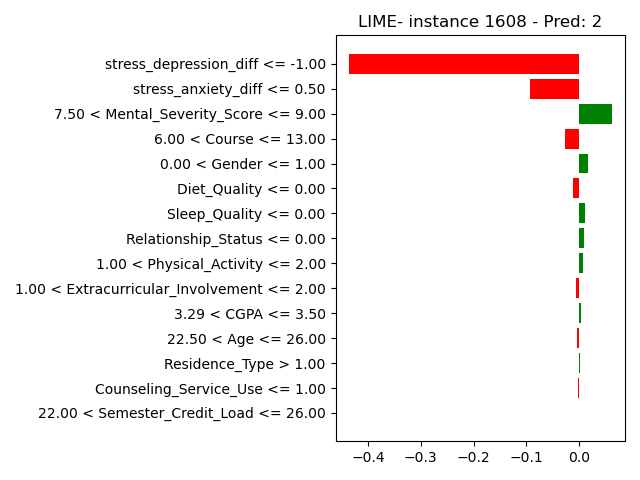 LIME- instance 1608 - Pred: 2
stress_depression_diff <= -1.00
stress_anxiety_diff <= 0.50
7.50 < Mental_Severity_Score <= 9.00
6.00 < Course <= 13.00
0.00 < Gender <= 1.00
Diet_Quality <= 0.00
Sleep_Quality <= 0.00
Relationship_Status <= 0.00
1.00 < Physical_Activity <= 2.00
1.00 < Extracurricular_Involvement <= 2.00
3.29 < CGPA <= 3.50
22.50 < Age <= 26.00
Residence_Type > 1.00
Counseling_Service_Use <= 1.00
22.00 < Semester_Credit_Load <= 26.00
−0.4 −0.3 −0.2 −0.1 0.0